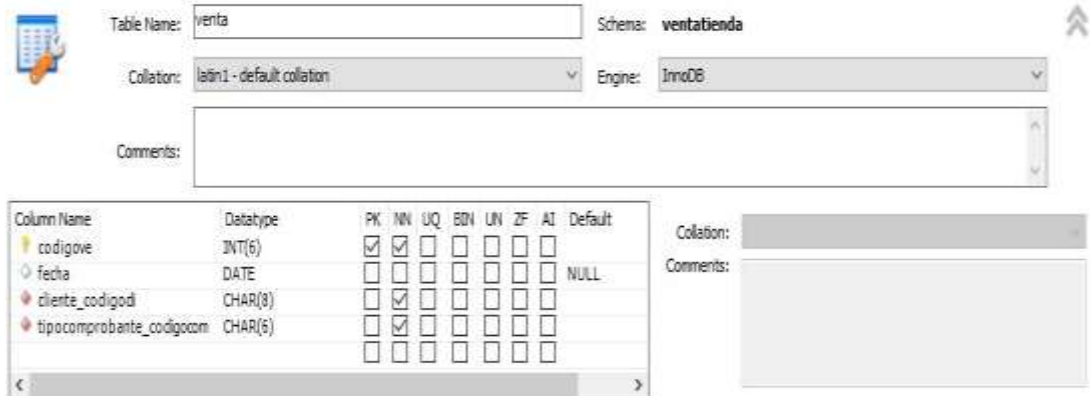 Table Name: venta Schema: ventatienda
Collation: latin1 - default collation Engine: InnoDB
Comments:
Column Name Datatype PK NN UQ BIN UN ZF AI Default
codigove INT(6)
fecha DATE NULL
cliente_codigocli CHAR(8)
tipocomprobante_codigocom CHAR(6)
Collation:
Comments: